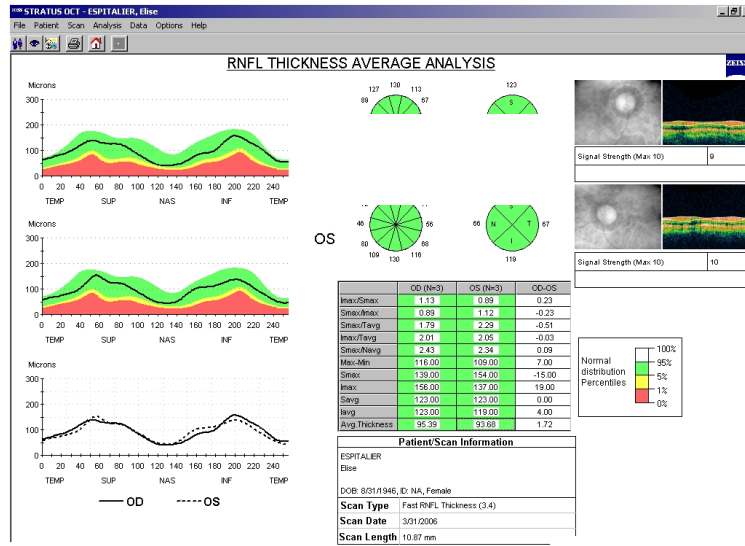 STRATUS OCT - ESPITALIER, Elise
File Patient Scan Analysis Data Options Help
RNFL THICKNESS AVERAGE ANALYSIS
ZEISS
Microns
300
200
100
0
0 20 40 60 80 100 120 140 160 180 200 220 240
TEMP SUP NAS INF TEMP
Microns
300
200
100
0
0 20 40 60 80 100 120 140 160 180 200 220 240
TEMP SUP NAS INF TEMP
Microns
300
200
100
0
0 20 40 60 80 100 120 140 160 180 200 220 240
TEMP SUP NAS INF TEMP
OD OS
127 130 113
89 67
123
S
OS
46 56
80 68
109 130 116
66 N T 67
I
119
Signal Strength (Max 10) 9
Signal Strength (Max 10) 10
OD (N=3) OS (N=3) OD-OS
Imax/Smax 1.13 0.89 0.23
Smax/Imax 0.89 1.12 -0.23
Smax/Tavg 1.79 2.29 -0.51
Imax/Tavg 2.01 2.05 -0.03
Smax/Navg 2.43 2.34 0.09
Max-Min 116.00 109.00 7.00
Smax 139.00 154.00 -15.00
Imax 156.00 137.00 19.00
Savg 123.00 123.00 0.00
Iavg 123.00 119.00 4.00
Avg.Thickness 95.39 93.68 1.72
Normal
distribution
Percentiles
100%
95%
5%
1%
0%
Patient/Scan Information
ESPITALIER
Elise
DOB: 8/31/1946, ID: NA, Female
Scan Type Fast RNFL Thickness (3.4)
Scan Date 3/31/2006
Scan Length 10.87 mm